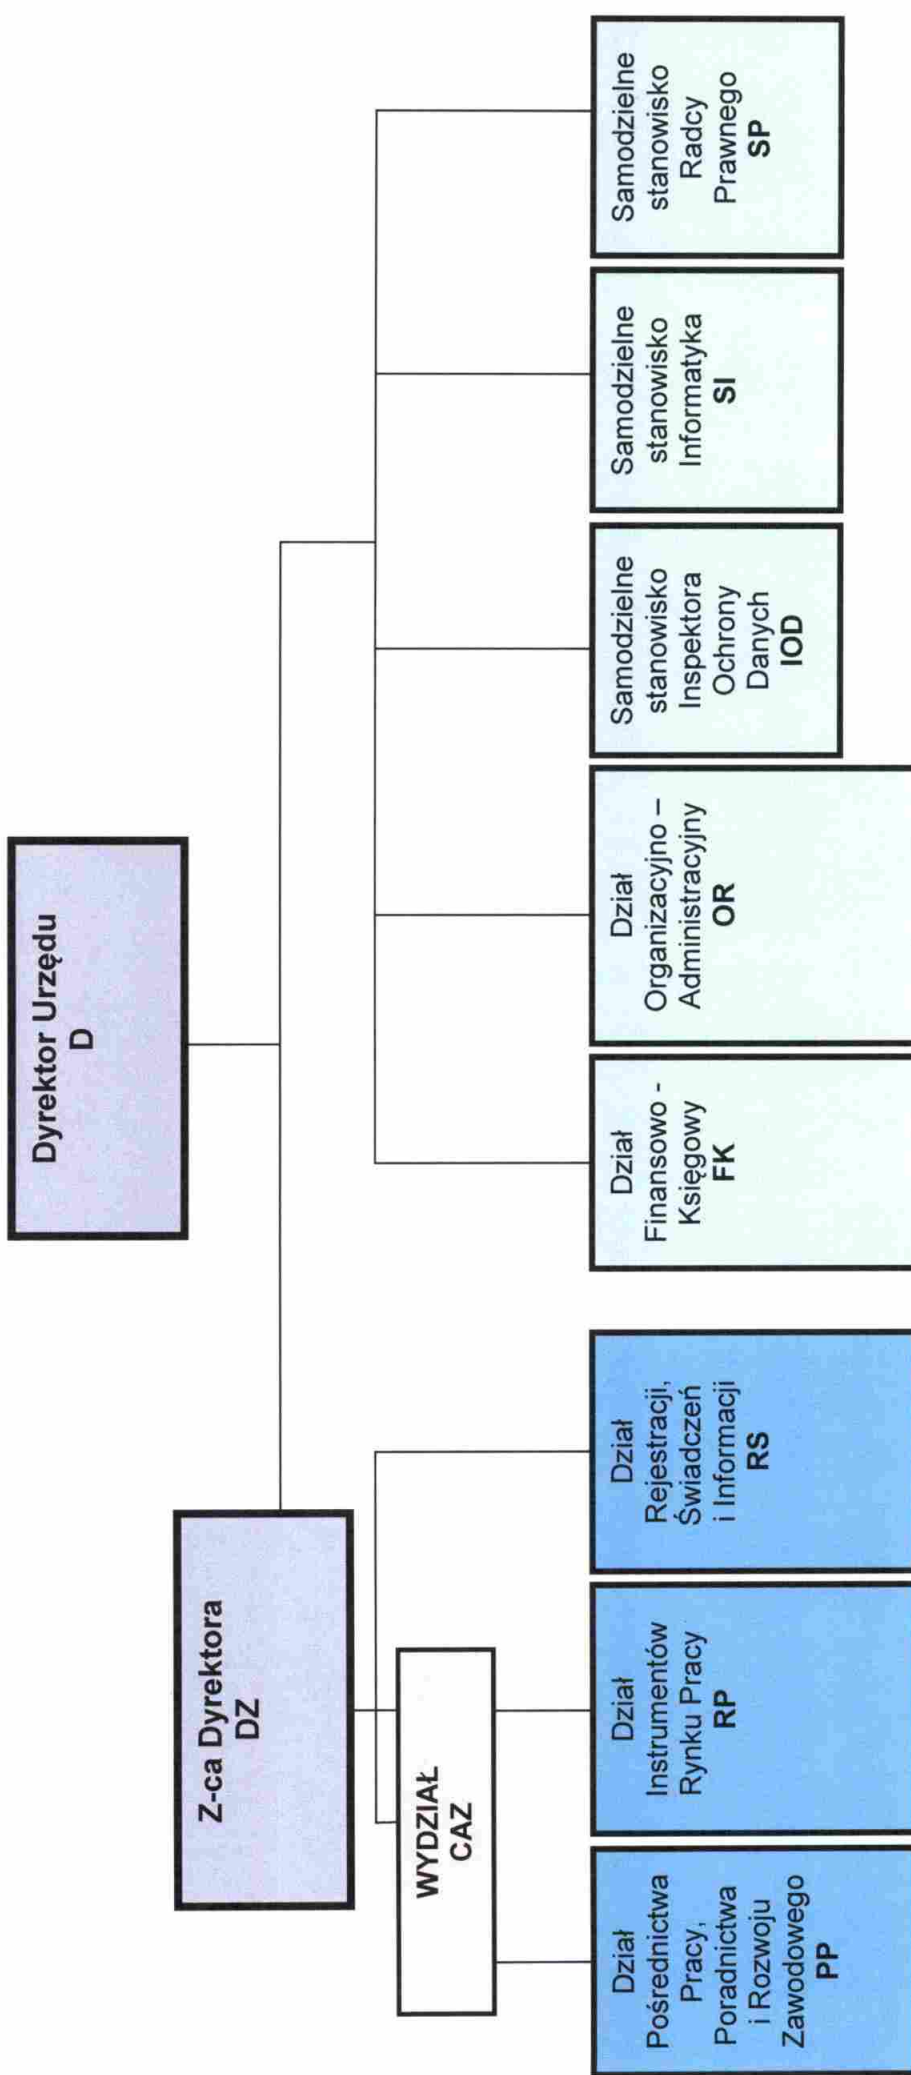 Dyrektor Urzędu
D
Z-ca Dyrektora
DZ
WYDZIAŁ
CAZ
Dział
Pośrednictwa
Pracy,
Poradnictwa
i Rozwoju
Zawodowego
PP
Dział
Instrumentów
Rynku Pracy
RP
Dział
Rejestracji,
Świadczeń
i Informacji
RS
Dział
Finansowo -
Księgowy
FK
Dział
Organizacyjno –
Administracyjny
OR
Samodzielne
stanowisko
Inspektora
Ochrony
Danych
IOD
Samodzielne
stanowisko
Informatyka
SI
Samodzielne
stanowisko
Radcy
Prawnego
SP